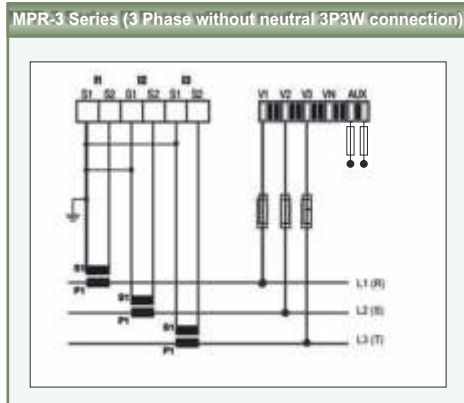 MPR-3 Series (3 Phase without neutral 3P3W connection)
I1 I2 I3
S1 S2 S1 S2 S1 S2 V1 V2 V3 VN AUX
S1
P1 L1 (R)
S1
P1 L2 (S)
S1
P1 L3 (T)